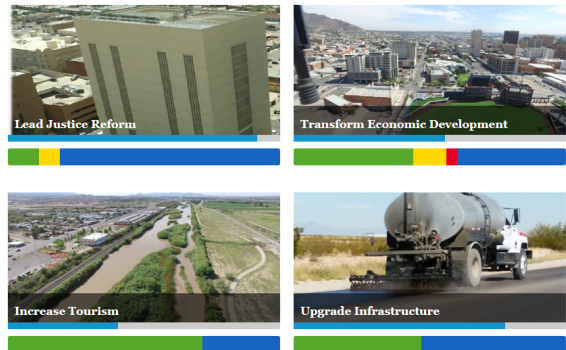 Lead Justice Reform
Transform Economic Development
Increase Tourism
Upgrade Infrastructure